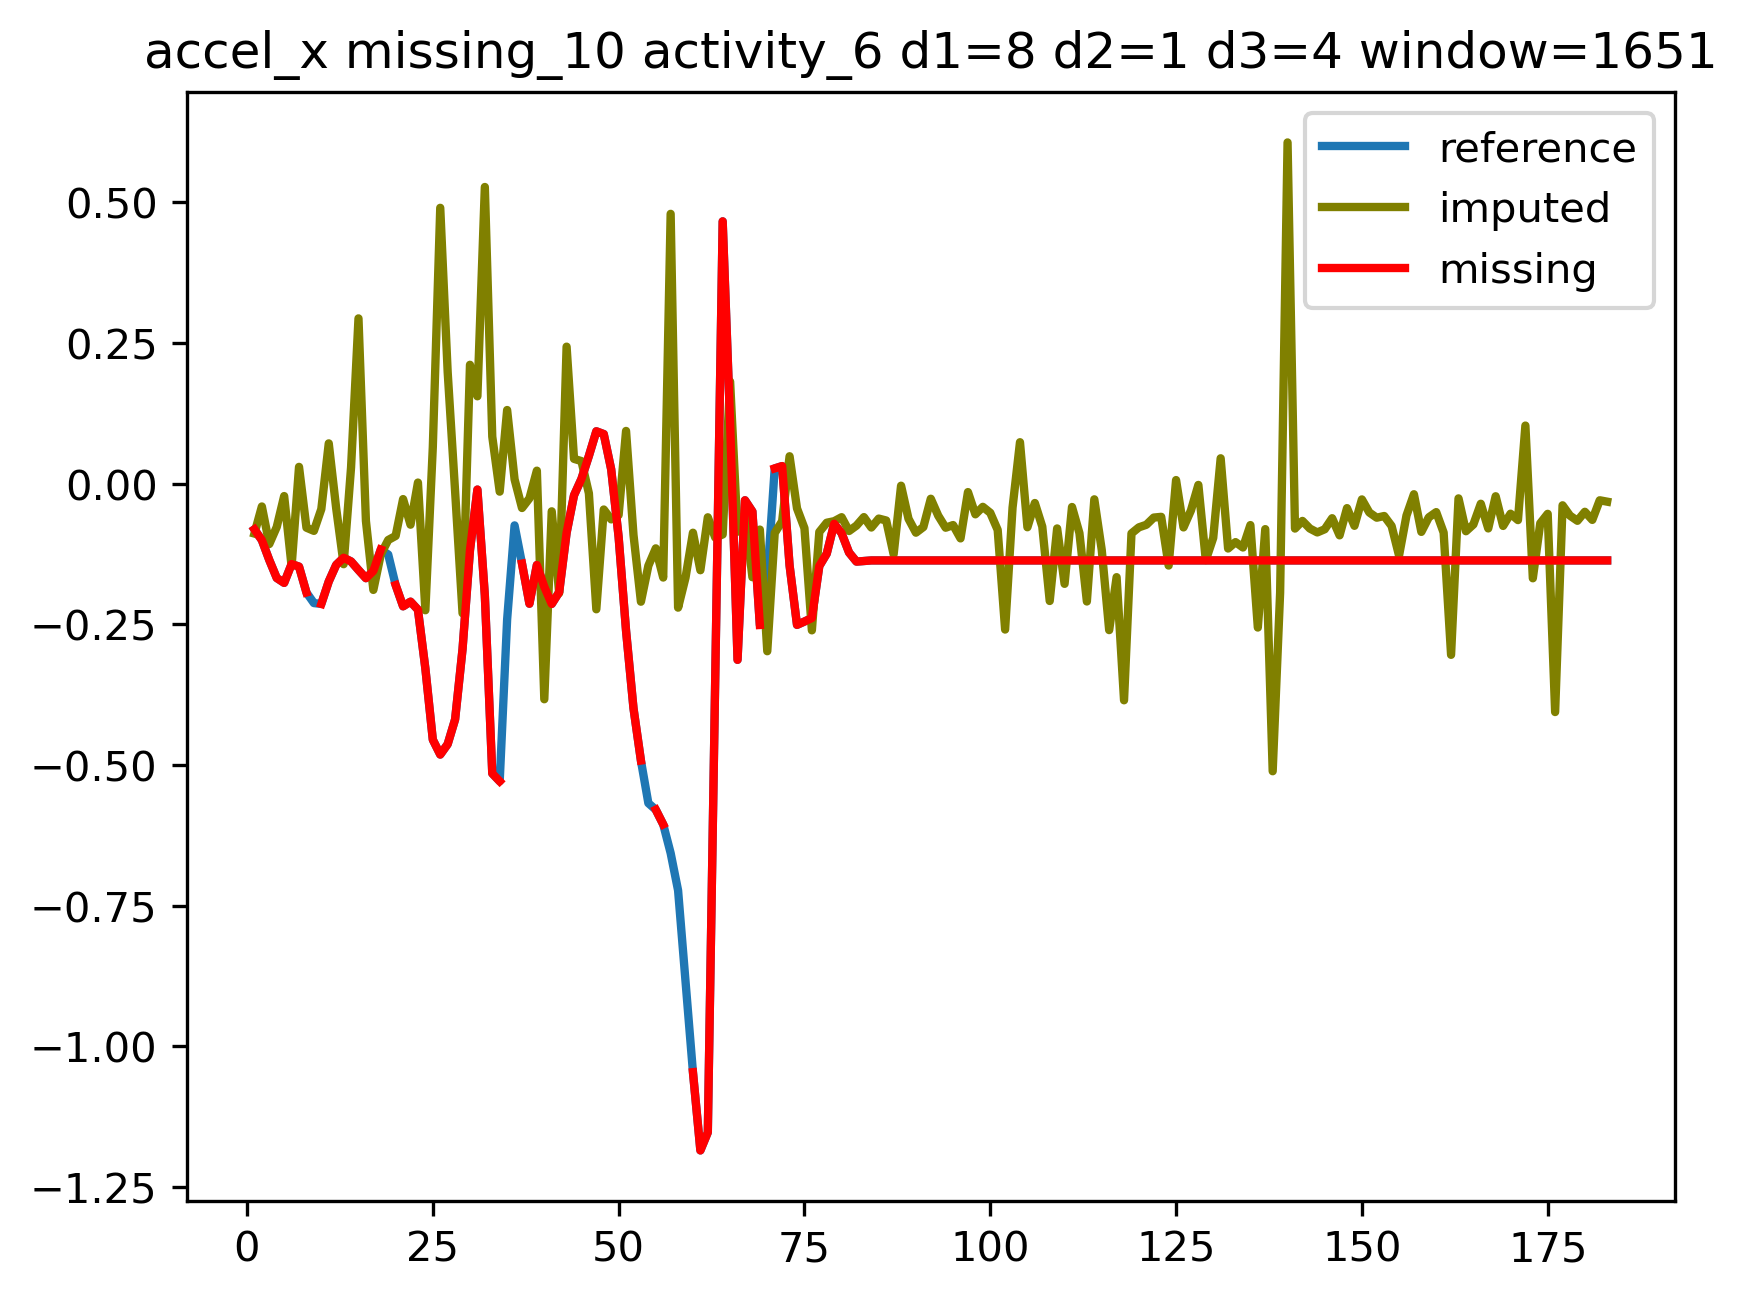 accel_x missing_10 activity_6 d1=8 d2=1 d3=4 window=1651
reference
imputed
missing
0.50
0.25
0.00
−0.25
−0.50
−0.75
−1.00
−1.25
0 25 50 75 100 125 150 175